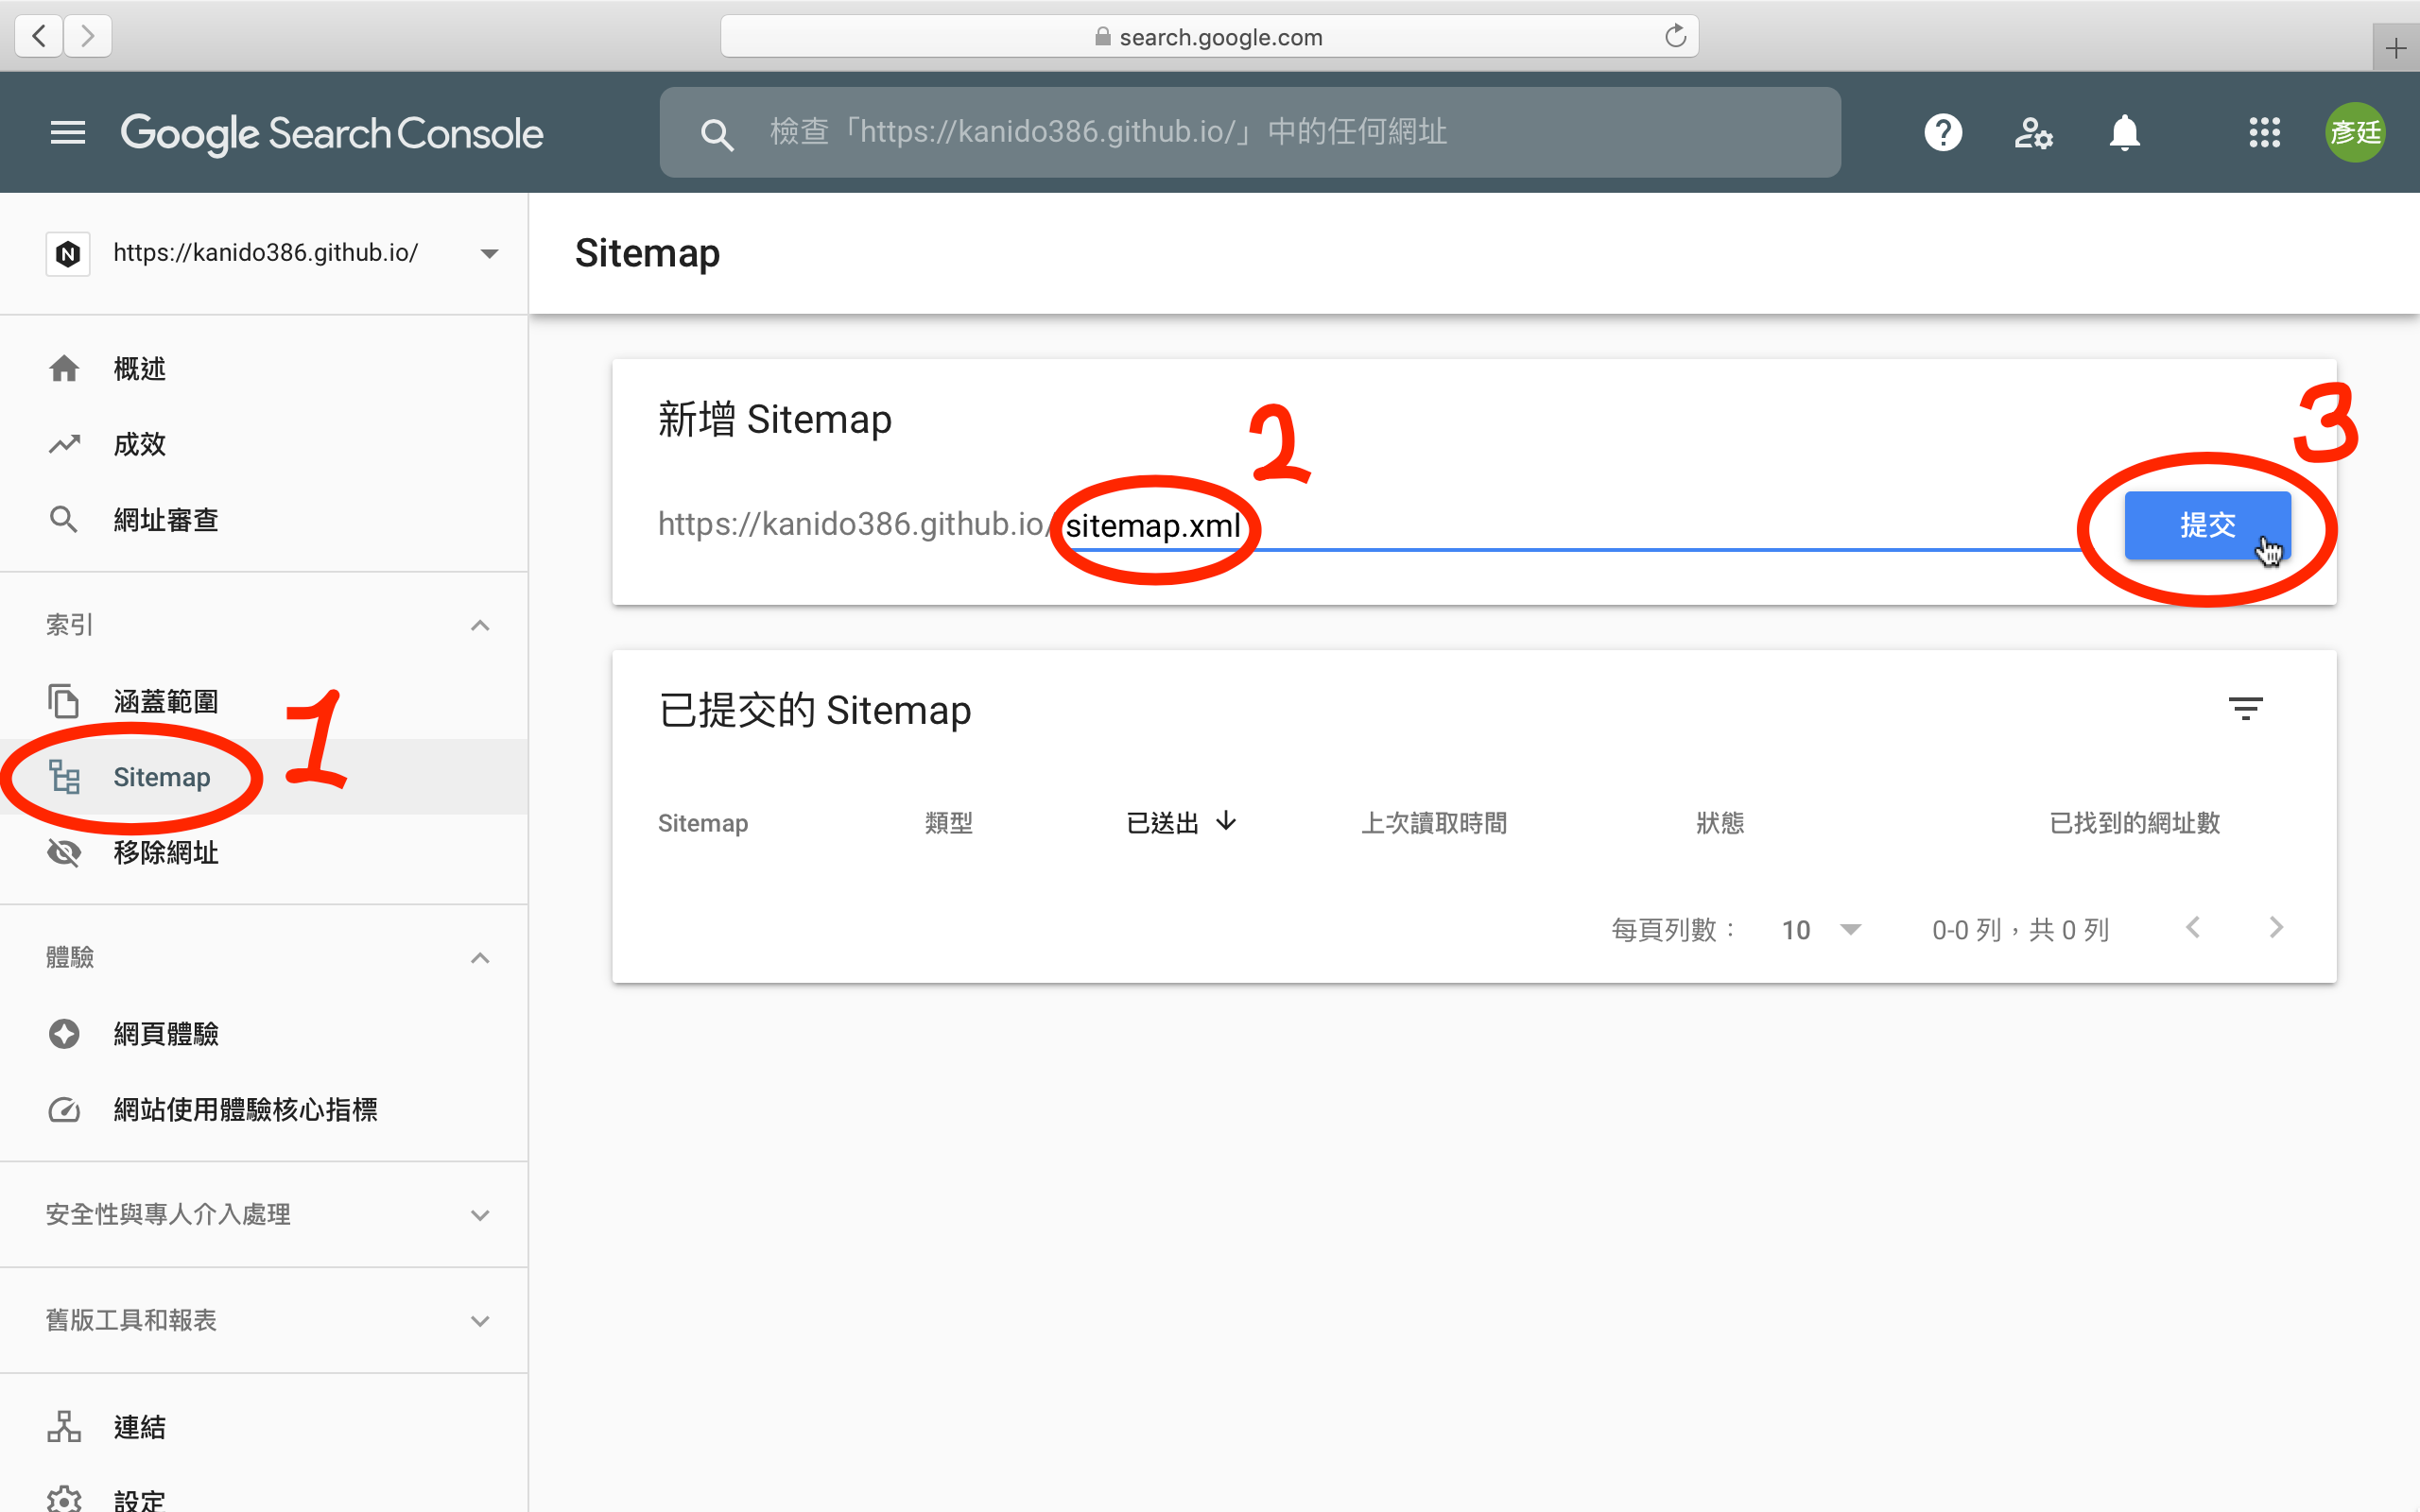 search.google.com
Google Search Console
檢查「https://kanido386.github.io/」中的任何網址
彥廷
https://kanido386.github.io/
Sitemap
概述
成效
網址審查
索引
涵蓋範圍
Sitemap
移除網址
體驗
網頁體驗
網站使用體驗核心指標
安全性與專人介入處理
舊版工具和報表
連結
設定
1
新增 Sitemap
2
3
https://kanido386.github.io/sitemap.xml
提交
已提交的 Sitemap
Sitemap 類型 已送出 上次讀取時間 狀態 已找到的網址數
每頁列數： 10 0-0 列，共 0 列